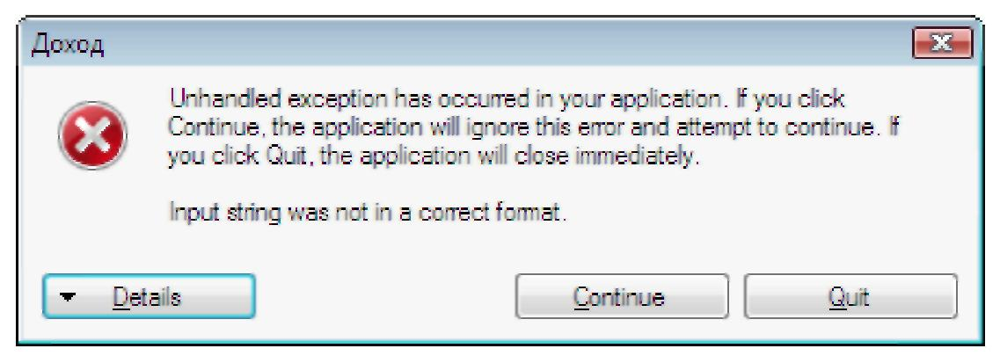 Доход
Unhandled exception has occurred in your application. If you click
Continue, the application will ignore this error and attempt to continue. If
you click Quit, the application will close immediately.
Input string was not in a correct format.
Details
Continue
Quit